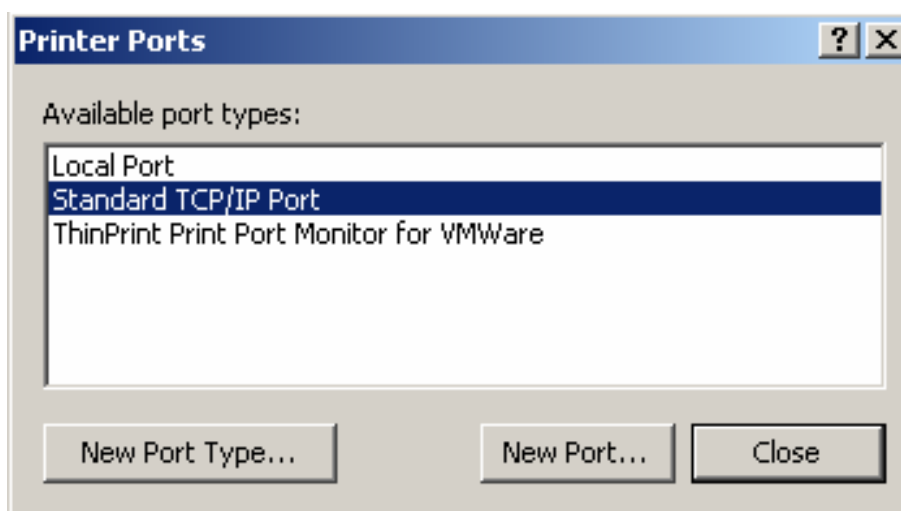 Printer Ports
Available port types:
Local Port
Standard TCP/IP Port
ThinPrint Print Port Monitor for VMWare
New Port Type... New Port... Close